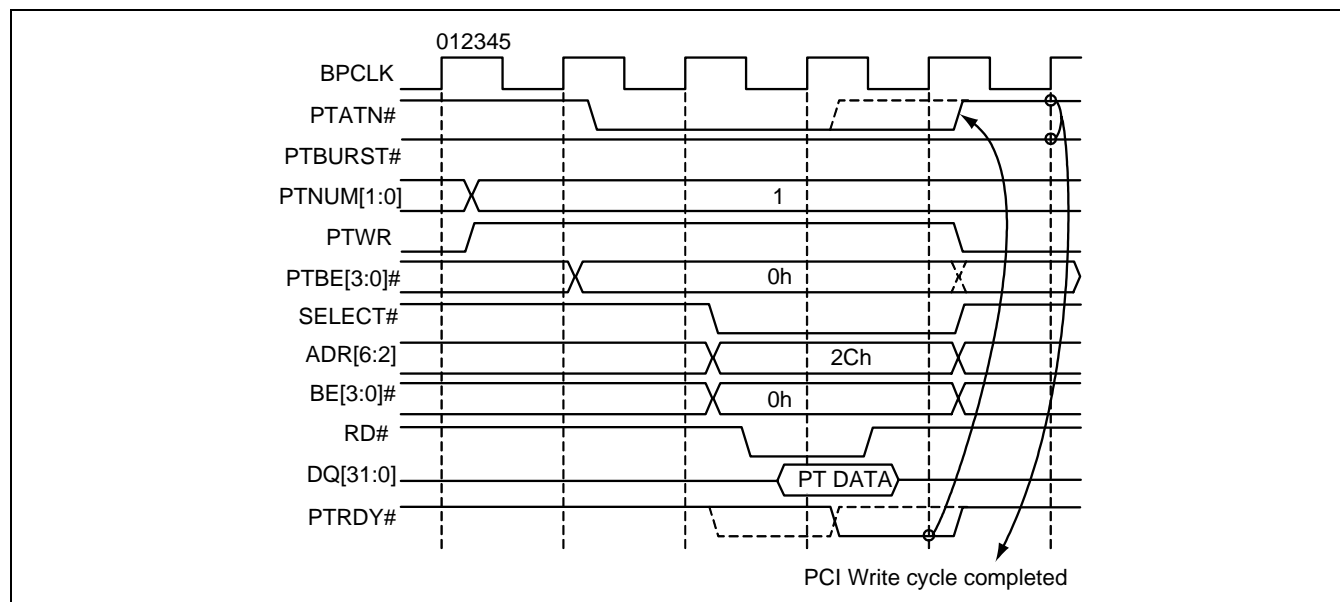 012345
BPCLK
PTATN#
PTBURST#
PTNUM[1:0]
1
PTWR
PTBE[3:0]#
0h
SELECT#
ADR[6:2]
2Ch
BE[3:0]#
0h
RD#
DQ[31:0]
PT DATA
PTRDY#
PCI Write cycle completed